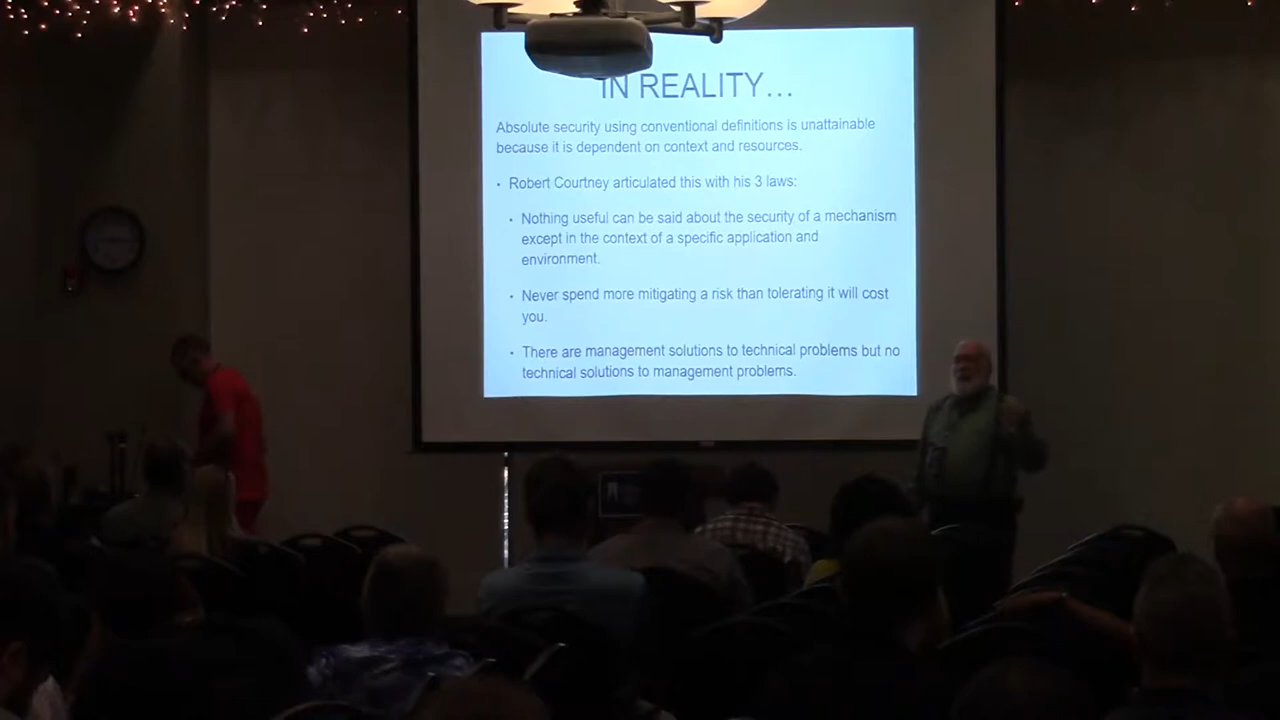 IN REALITY…
Absolute security using conventional definitions is unattainable
because it is dependent on context and resources.
• Robert Courtney articulated this with his 3 laws:
• Nothing useful can be said about the security of a mechanism
except in the context of a specific application and
environment.
• Never spend more mitigating a risk than tolerating it will cost
you.
• There are management solutions to technical problems but no
technical solutions to management problems.